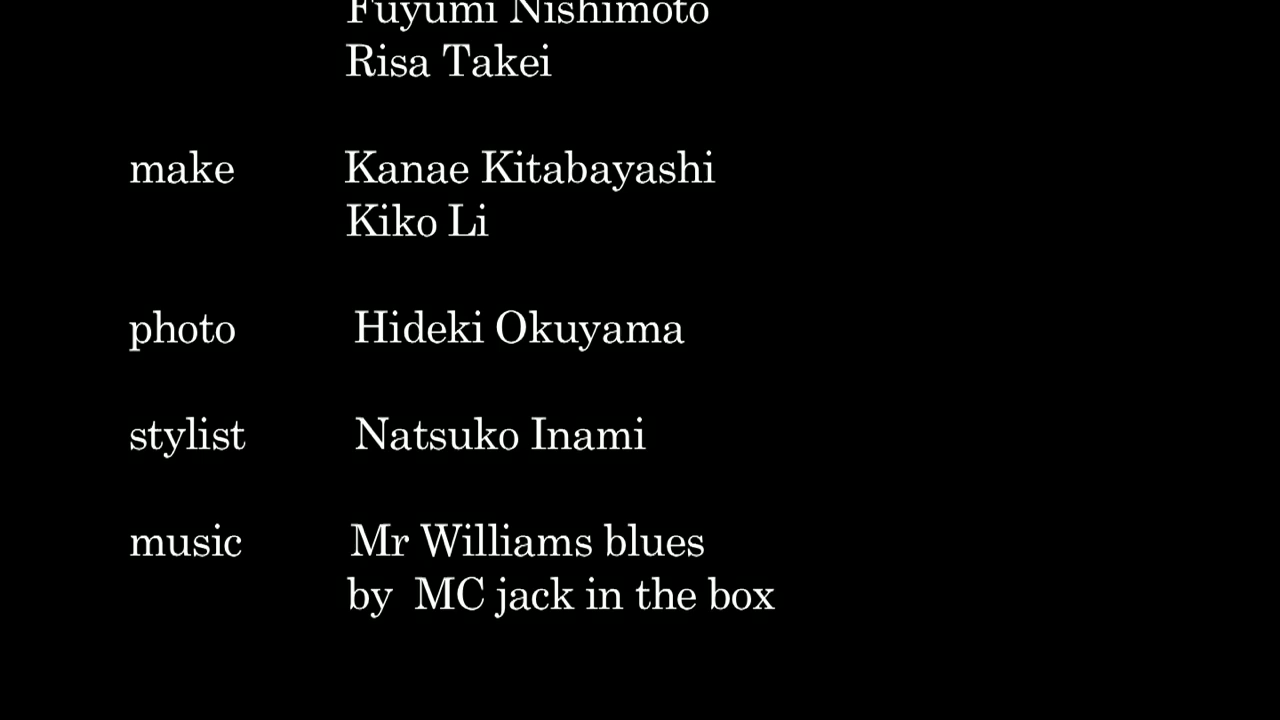 Fuyumi Nishimoto
Risa Takei
make Kanae Kitabayashi
Kiko Li
photo Hideki Okuyama
stylist Natsuko Inami
music Mr Williams blues
by MC jack in the box